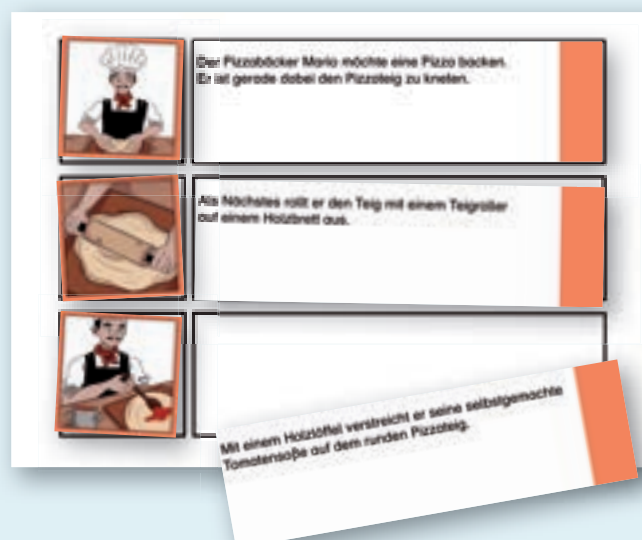 Der Pizzabäcker Mario möchte eine Pizza backen.
Er ist gerade dabei den Pizzateig zu kneten.
Als Nächstes rollt er den Teig mit einem Teigroller
auf einem Holzbrett aus.
Mit einem Holzlöffel verstreicht er seine selbstgemachte
Tomatensoße auf dem runden Pizzateig.